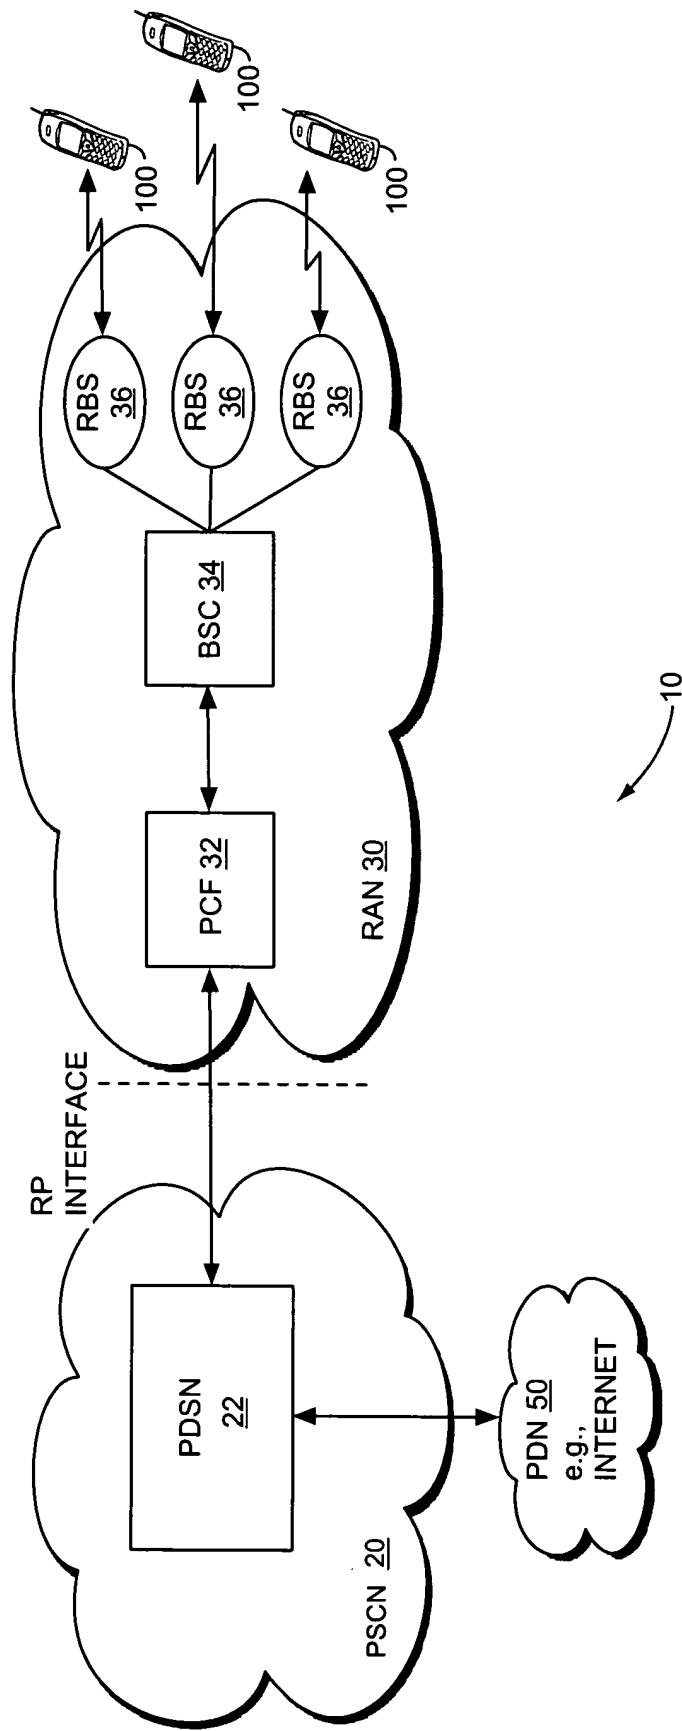 RP
INTERFACE
PDSN
22
PSCN 20
PDN 50
e.g.,
INTERNET
PCF 32
BSC 34
RAN 30
RBS
36
RBS
36
RBS
36
100
100
100
10